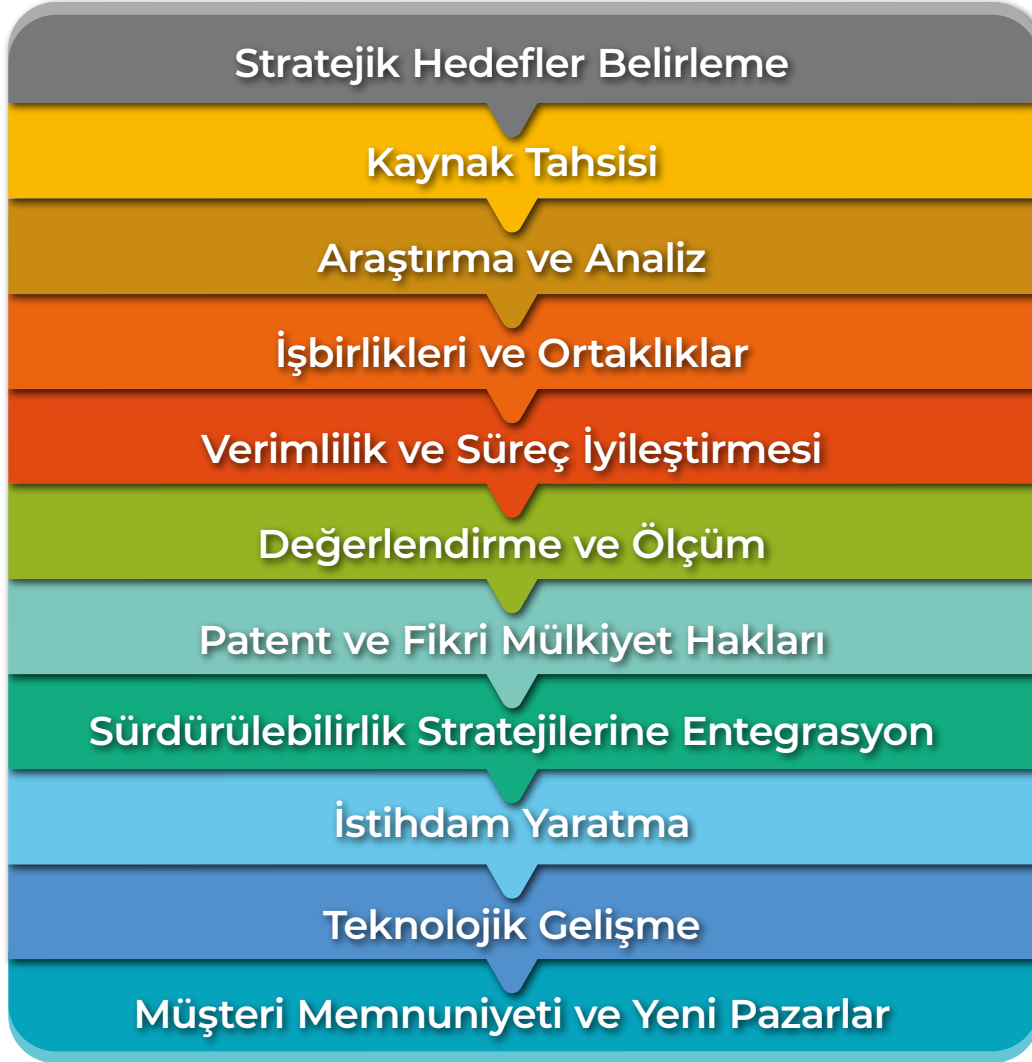 Stratejik Hedefler Belirleme
Kaynak Tahsisi
Araştırma ve Analiz
İşbirlikleri ve Ortaklıklar
Verimlilik ve Süreç İyileştirmesi
Değerlendirme ve Ölçüm
Patent ve Fikri Mülkiyet Hakları
Sürdürülebilirlik Stratejilerine Entegrasyon
İstihdam Yaratma
Teknolojik Gelişme
Müşteri Memnuniyeti ve Yeni Pazarlar